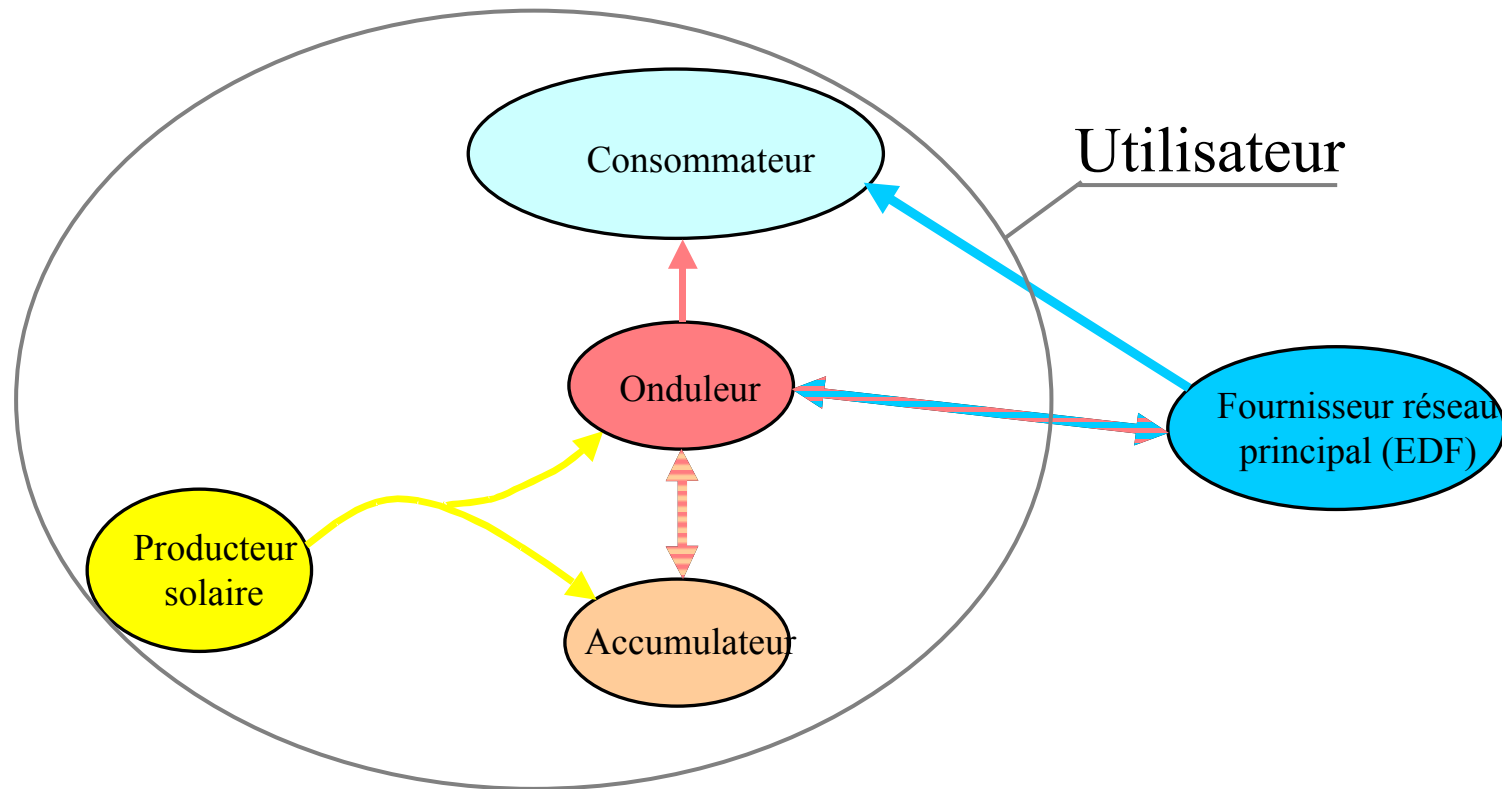 Utilisateur
Consommateur
Onduleur
Fournisseur réseau
principal (EDF)
Producteur
solaire
Accumulateur